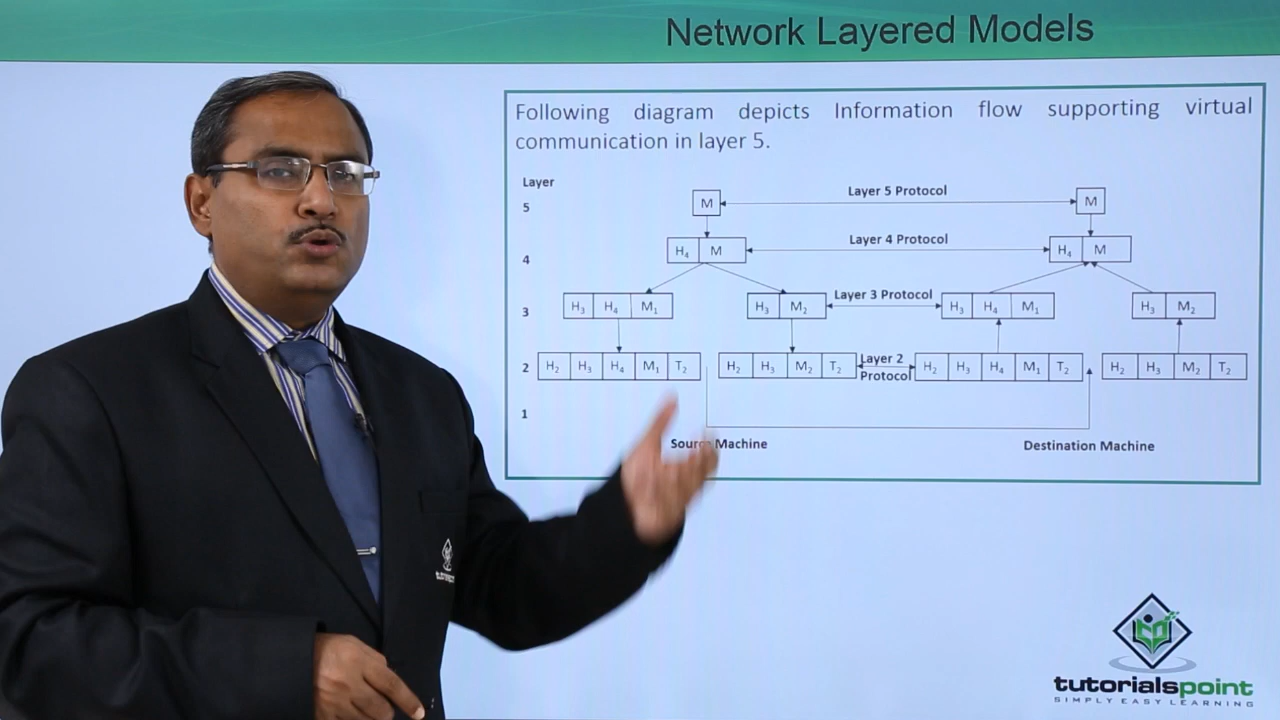 Network Layered Models
Following diagram depicts Information flow supporting virtual
communication in layer 5.
Layer
5 M Layer 5 Protocol M
4 H₄ M Layer 4 Protocol H₄ M
3 H₃ H₄ M₁ H₃ M₂ Layer 3 Protocol H₃ H₄ M₁ H₃ M₂
2 H₂ H₃ H₄ M₁ T₂ H₂ H₃ M₂ T₂ Layer 2 Protocol H₂ H₃ H₄ M₁ T₂ H₂ H₃ M₂ T₂
1
Source Machine Destination Machine
tutorialspoint
SIMPLY EASY LEARNING